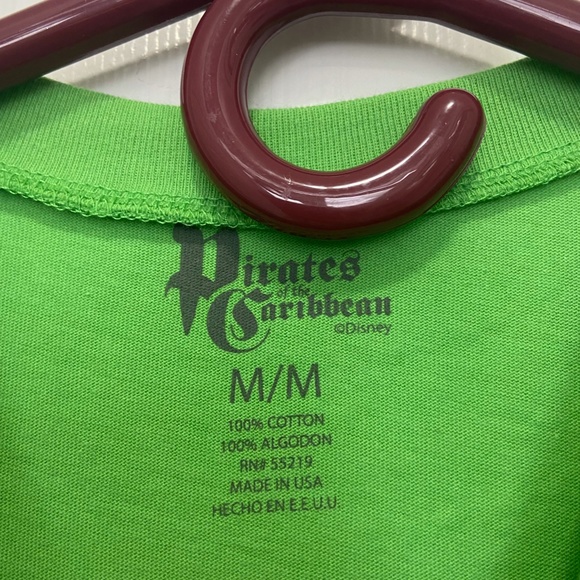 Pirates
of the
Caribbean
©Disney
M/M
100% COTTON
100% ALGODON
RN# 55219
MADE IN USA
HECHO EN E.E.U.U.